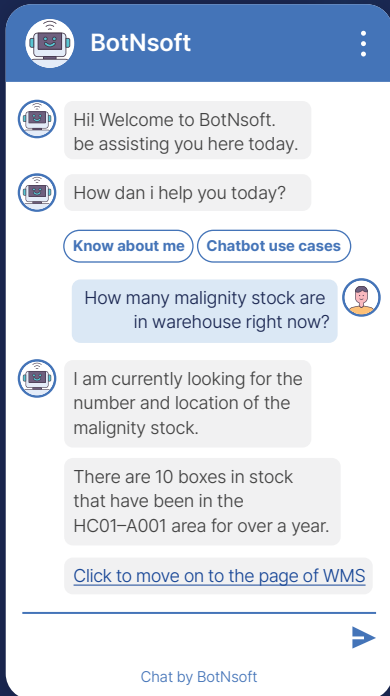 BotNsoft
Hi! Welcome to BotNsoft.
be assisting you here today.
How dan i help you today?
Know about me
Chatbot use cases
How many malignity stock are
in warehouse right now?
I am currently looking for the
number and location of the
malignity stock.
There are 10 boxes in stock
that have been in the
HC01–A001 area for over a year.
Click to move on to the page of WMS
Chat by BotNsoft